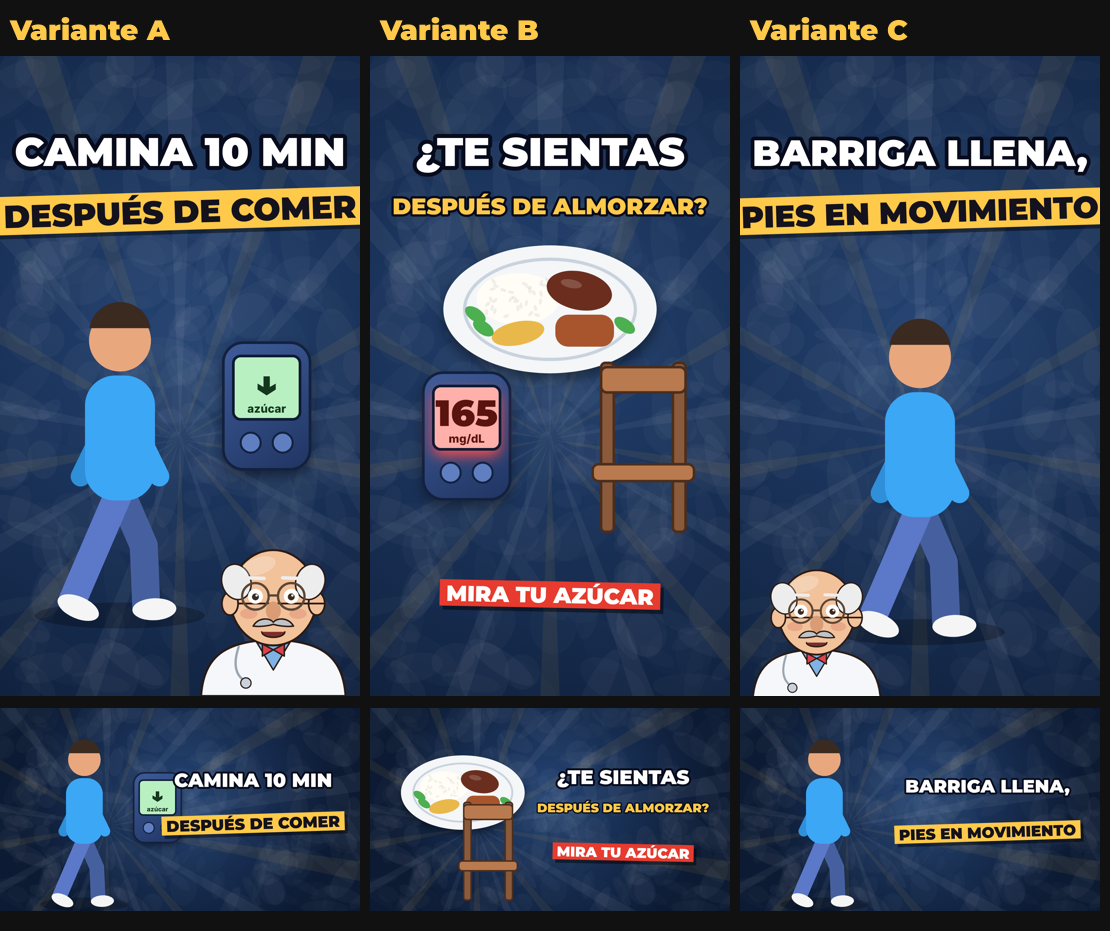 Variante A
CAMINA 10 MIN
DESPUÉS DE COMER
azúcar
Variante B
¿TE SIENTAS
DESPUÉS DE ALMORZAR?
165
mg/dL
MIRA TU AZÚCAR
Variante C
BARRIGA LLENA,
PIES EN MOVIMIENTO
CAMINA 10 MIN
azúcar
DESPUÉS DE COMER
¿TE SIENTAS
DESPUÉS DE ALMORZAR?
MIRA TU AZÚCAR
BARRIGA LLENA,
PIES EN MOVIMIENTO